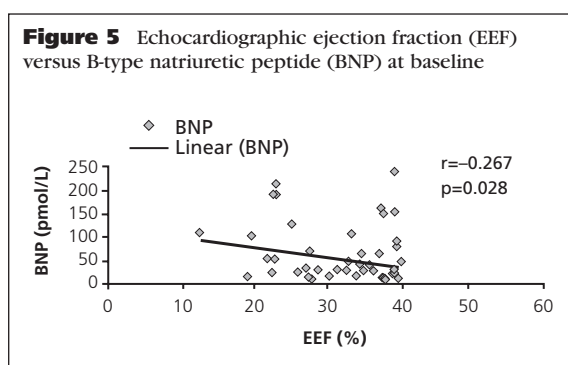 Figure 5 Echocardiographic ejection fraction (EEF)
versus B-type natriuretic peptide (BNP) at baseline
BNP
Linear (BNP)
r=–0.267
p=0.028
BNP (pmol/L)
250
200
150
100
50
0
0 10 20 30 40 50 60
EEF (%)